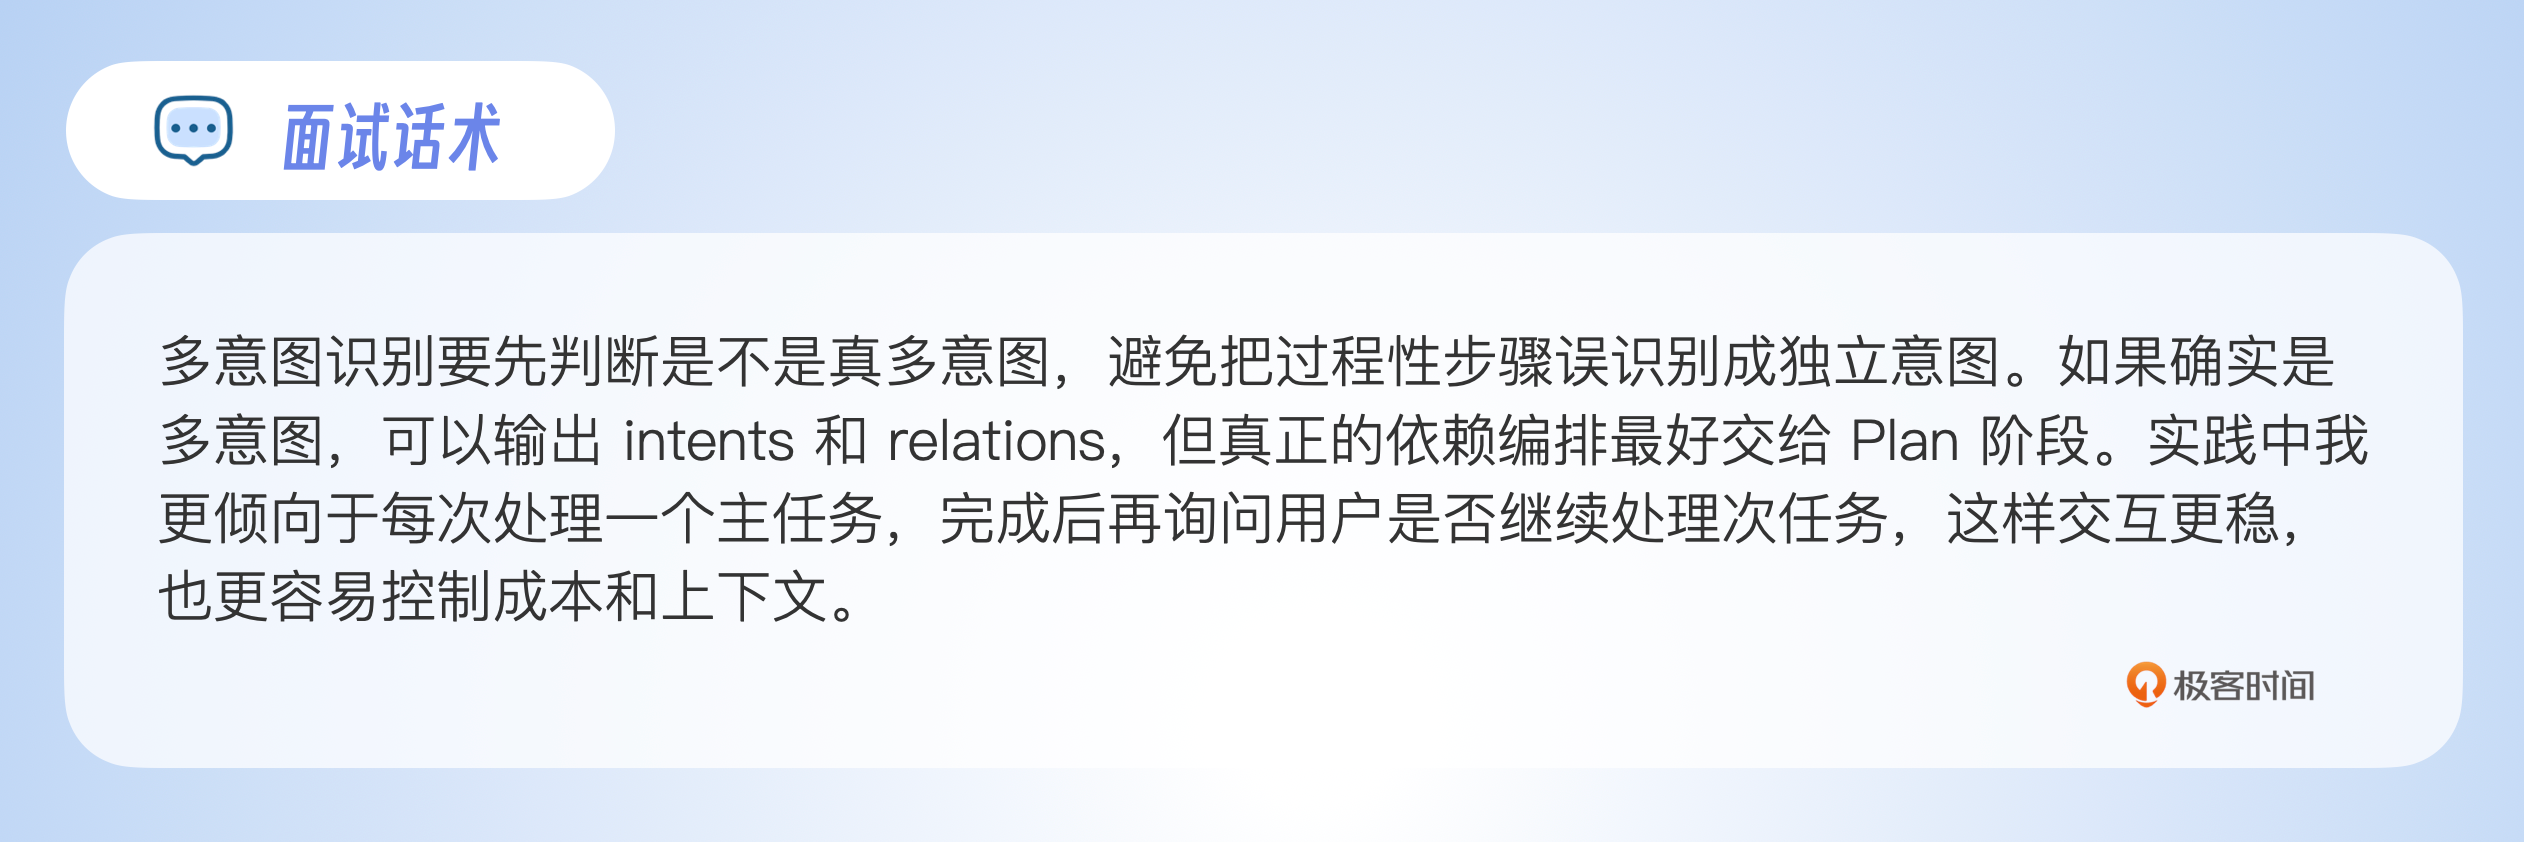 面试话术
多意图识别要先判断是不是真多意图，避免把过程性步骤误识别成独立意图。如果确实是
多意图，可以输出 intents 和 relations，但真正的依赖编排最好交给 Plan 阶段。实践中我
更倾向于每次处理一个主任务，完成后再询问用户是否继续处理次任务，这样交互更稳，
也更容易控制成本和上下文。
极客时间